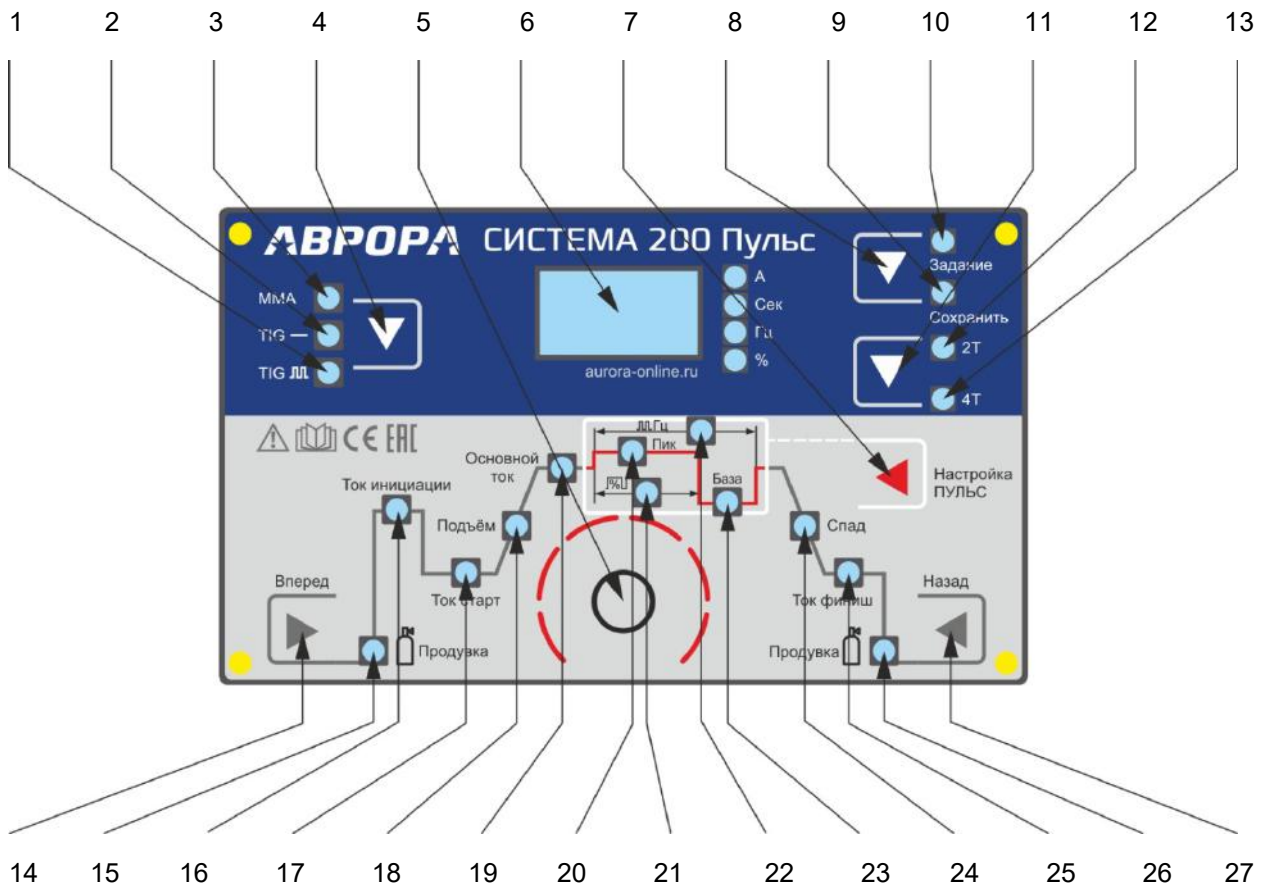 1 2 3 4 5 6 7 8 9 10 11 12 13
АВРОРА СИСТЕМА 200 Пульс
А
Задание
MMA
Сек
Сохранить
TIG —
Гц
2T
TIG
aurora-online.ru
%
4T
CE EAC
Гц
Основной
ток
Пик
Настройка
ПУЛЬС
Ток инициации
%
База
Подъём
Спад
Вперед
Ток старт
Ток финиш
Назад
Продувка
Продувка
14 15 16 17 18 19 20 21 22 23 24 25 26 27